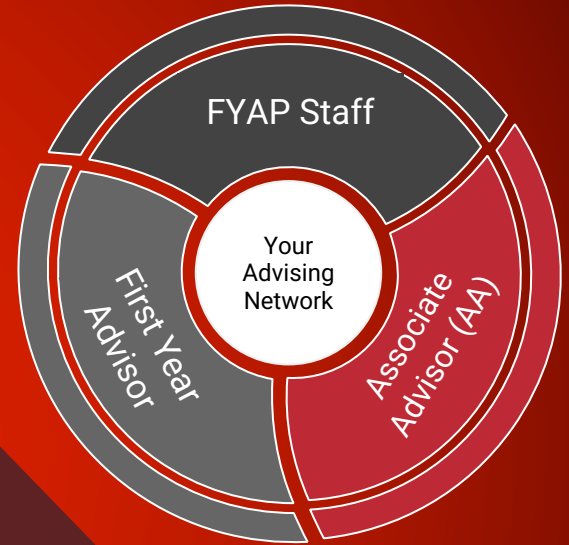 FYAP Staff
Your
Advising
Network
First Year
Advisor
Associate
Advisor (AA)